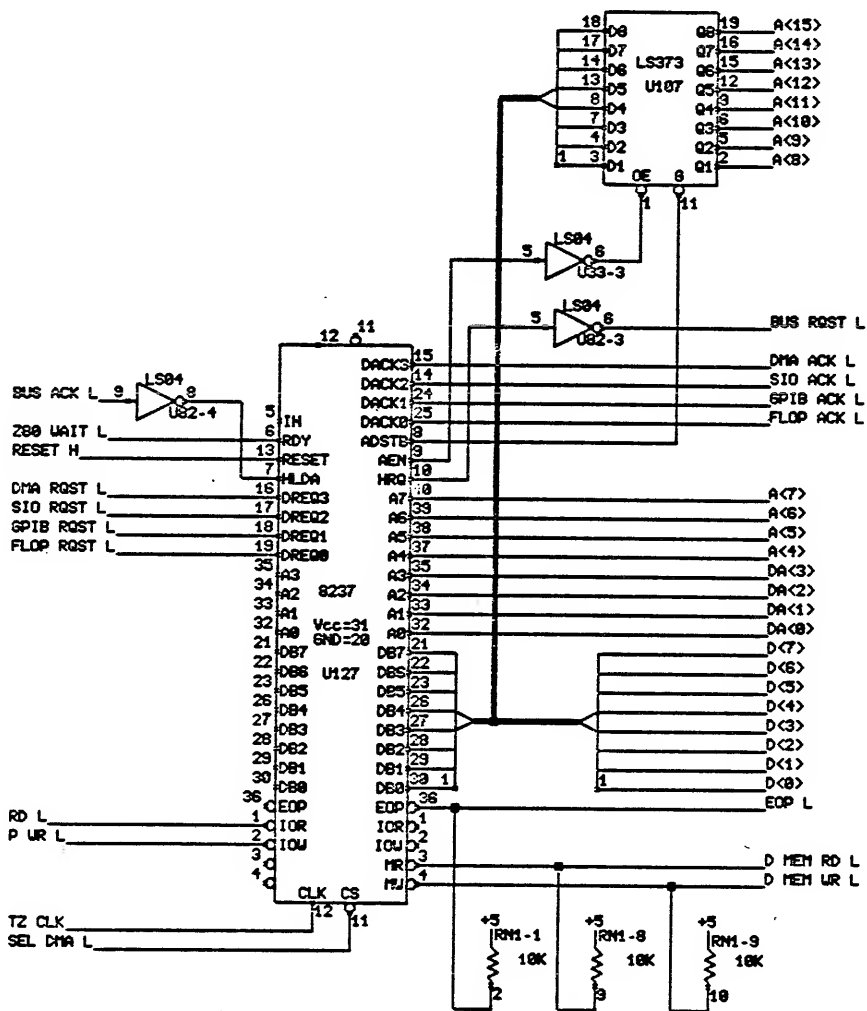 18 D8 Q8 19 A<15>
17 D7 Q7 16 A<14>
14 D6 LS373 Q6 15 A<13>
13 D5 U107 Q5 12 A<12>
8 D4 Q4 9 A<11>
7 D3 Q3 6 A<10>
4 D2 Q2 5 A<9>
1 3 D1 Q1 2 A<8>
OE G
1 11
LS04
5 6
U33-3
LS04
5 6 BUS RQST L
U82-3
12 11
DACK3 15 DMA ACK L
LS04 DACK2 14 SIO ACK L
BUS ACK L 9 8 DACK1 24 GPIB ACK L
U82-4 5 IH DACK0 25 FLOP ACK L
Z80 WAIT L 6 RDY ADSTB 8
RESET H 13 RESET AEN 9
7 HLDA HRQ 10
DMA RQST L 16 DREQ3 A7 A<7>
SIO RQST L 17 DREQ2 A6 39 A<6>
GPIB RQST L 18 DREQ1 A5 38 A<5>
FLOP RQST L 19 DREQ0 A4 37 A<4>
35 A3 A3 35 DA<3>
34 A2 8237 A2 34 DA<2>
33 A1 A1 33 DA<1>
32 A0 Vcc=31 A0 32 DA<0>
21 DB7 GND=20 DB7 21 D<7>
22 DB6 U127 22 D<6>
23 DB5 DB5 23 D<5>
26 DB4 DB4 26 D<4>
27 DB3 DB3 27 D<3>
28 DB2 DB2 28 D<2>
29 DB1 DB1 29 D<1>
30 DB0 DB0 30 1 1 D<0>
36 EOP EOP 36 EOP L
RD L 1 IOR IOR 1
P WR L 2 IOW IOW 2
3 MR 3 D MEM RD L
4 MW 4 D MEM WR L
CLK CS
12 11
TZ CLK
SEL DMA L
+5 +5 +5
RN1-1 RN1-8 RN1-9
10K 10K 10K
2 9 10